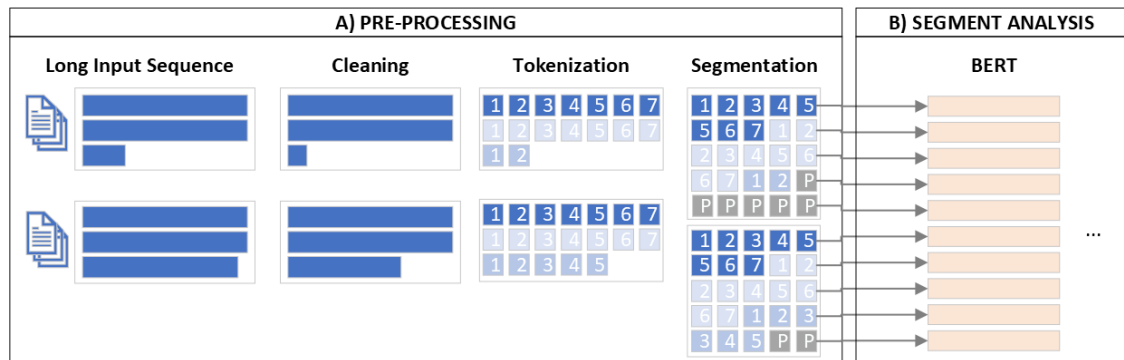 A) PRE-PROCESSING
B) SEGMENT ANALYSIS
Long Input Sequence
Cleaning
Tokenization
Segmentation
BERT
1 2 3 4 5 6 7
1 2 3 4 5 6 7
1 2
1 2 3 4 5
5 6 7 1 2
2 3 4 5 6
6 7 1 2 P
P P P P P
1 2 3 4 5 6 7
1 2 3 4 5 6 7
1 2 3 4 5
1 2 3 4 5
5 6 7 1 2
2 3 4 5 6
6 7 1 2 3
3 4 5 P P
...